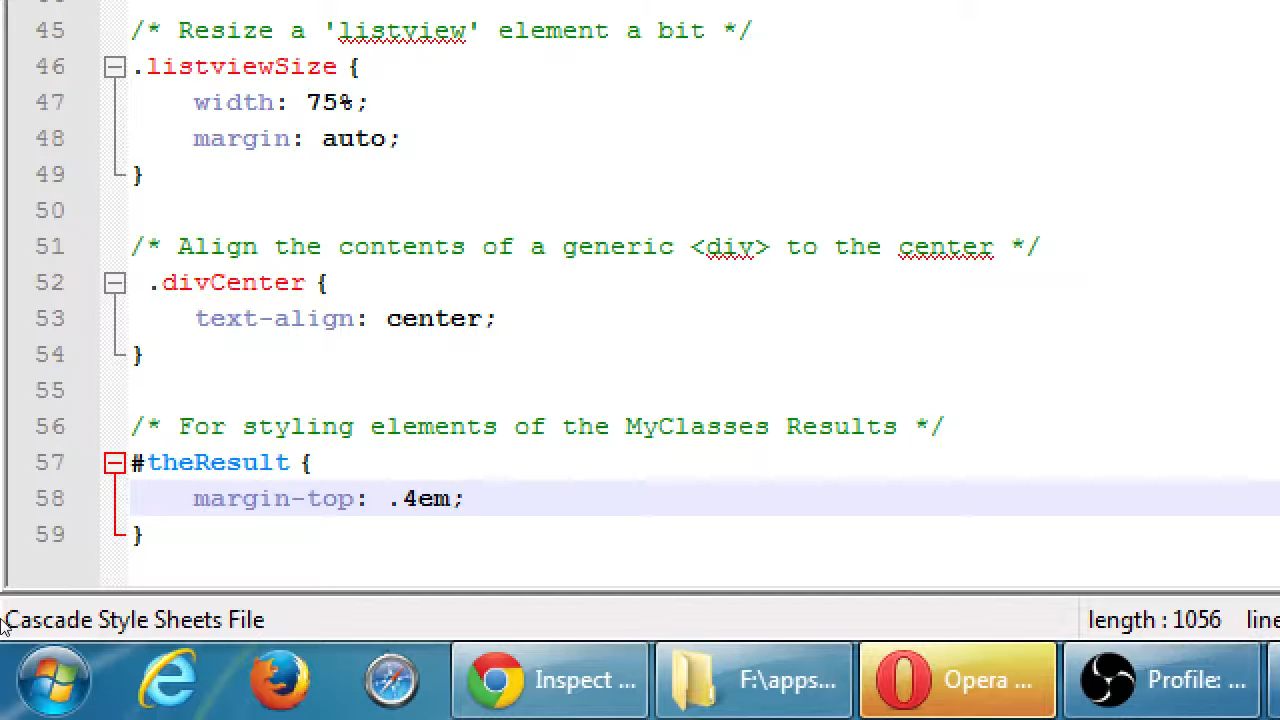 45 /* Resize a 'listview' element a bit */
46 .listviewSize {
47 width: 75%;
48 margin: auto;
49 }
50
51 /* Align the contents of a generic <div> to the center */
52 .divCenter {
53 text-align: center;
54 }
55
56 /* For styling elements of the MyClasses Results */
57 #theResult {
58 margin-top: .4em;
59 }
Cascade Style Sheets File length : 1056 line
Inspect ... F:\apps... Opera ... Profile: ...